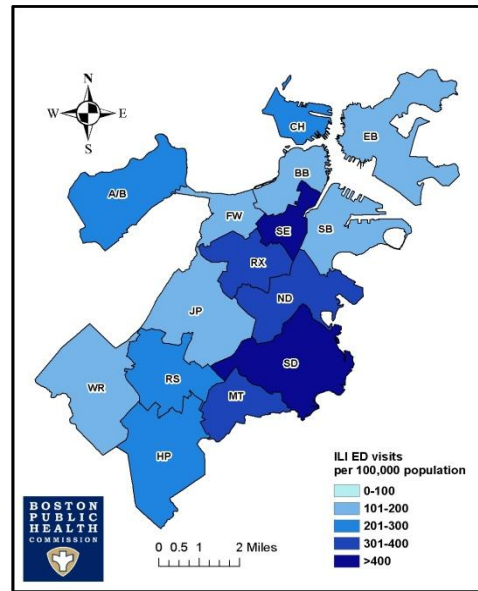 N
W E
S
CH
EB
A/B
BB
FW
SE
SB
RX
ND
JP
SD
WR
RS
MT
HP
ILI ED visits
per 100,000 population
0-100
101-200
201-300
301-400
>400
BOSTON
PUBLIC
HEALTH
COMMISSION
0 0.5 1 2 Miles